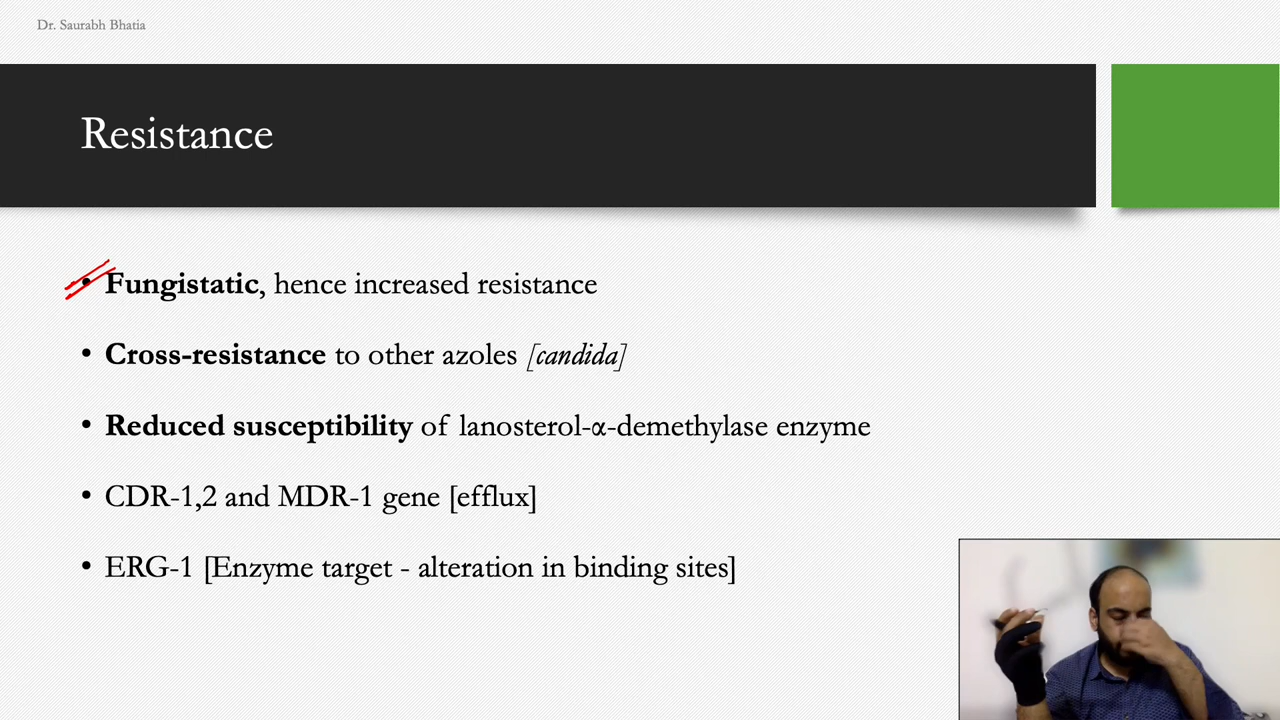 Dr. Saurabh Bhatia
Resistance
• Fungistatic, hence increased resistance
• Cross-resistance to other azoles [candida]
• Reduced susceptibility of lanosterol-α-demethylase enzyme
• CDR-1,2 and MDR-1 gene [efflux]
• ERG-1 [Enzyme target - alteration in binding sites]